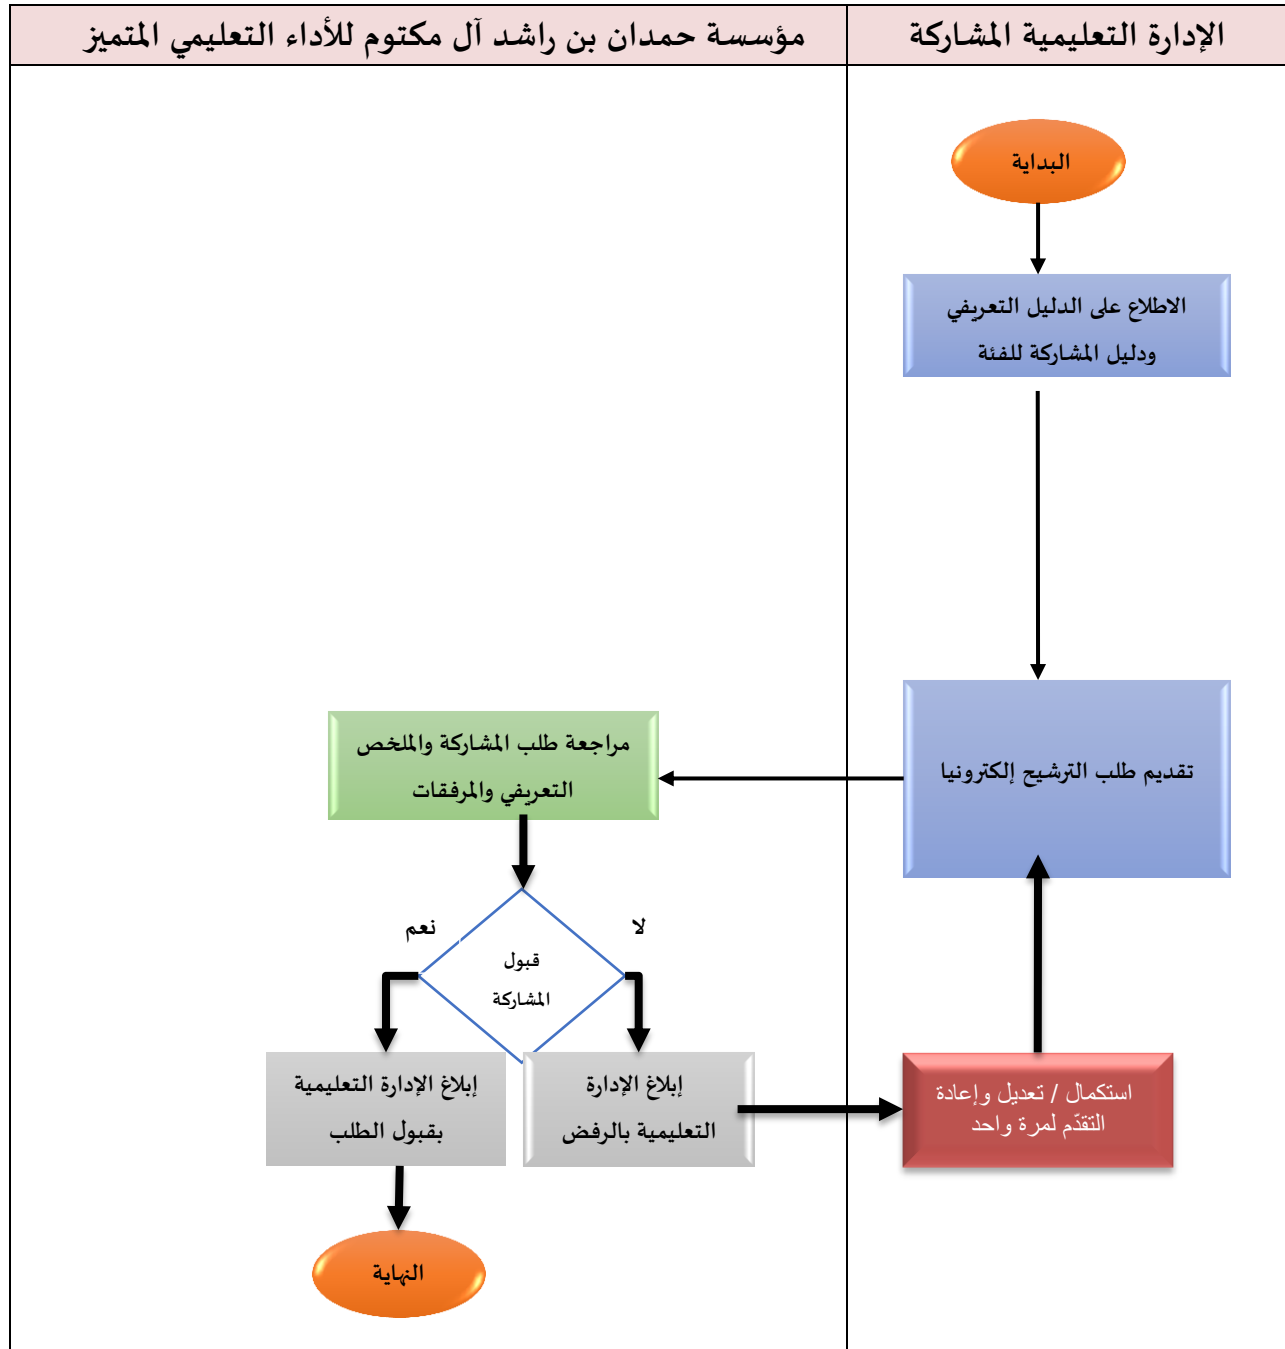 الإدارة التعليمية المشاركة
مؤسسة حمدان بن راشد آل مكتوم للأداء التعليمي المتميز
البداية
الاطلاع على الدليل التعريفي
ودليل المشاركة للفئة
تقديم طلب الترشيح إلكترونيا
مراجعة طلب المشاركة والملخص
التعريفي والمرفقات
لا
نعم
قبول
المشاركة
إبلاغ الإدارة
التعليمية بالرفض
إبلاغ الإدارة التعليمية
بقبول الطلب
استكمال / تعديل وإعادة
التقدّم لمرة واحد
النهاية